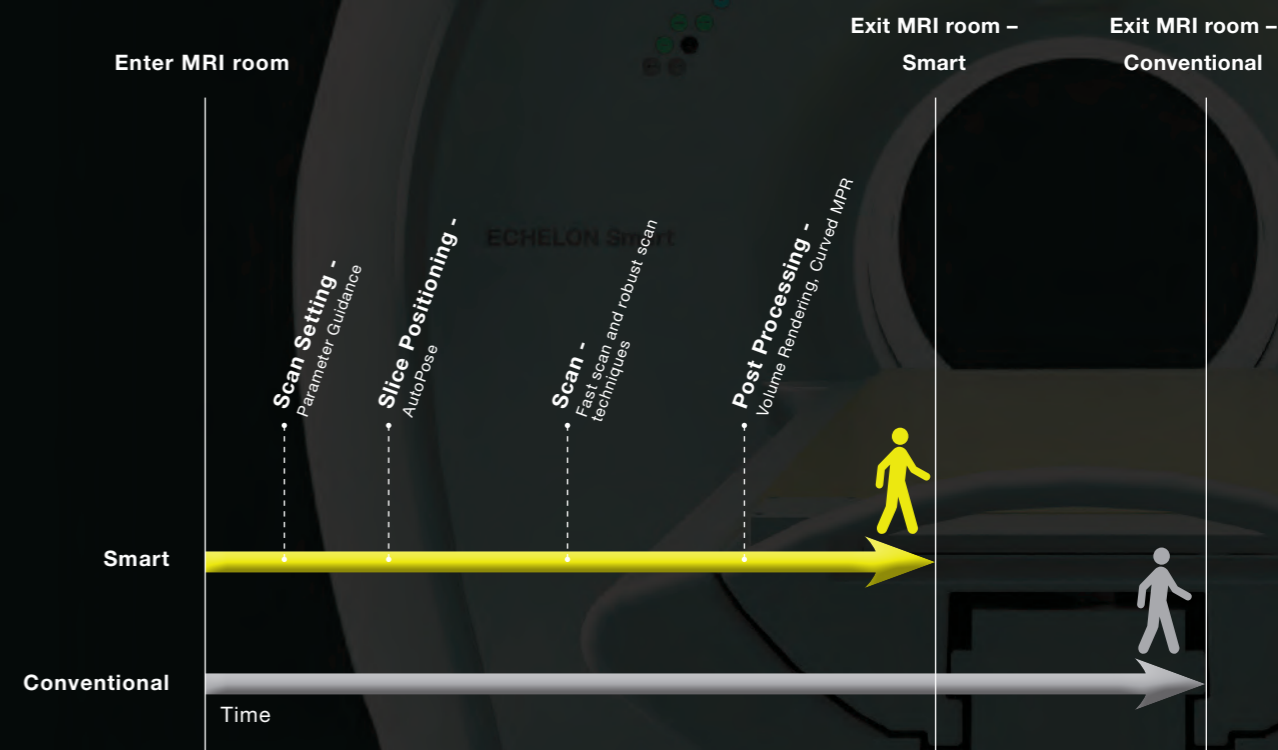 Exit MRI room –
Smart
Exit MRI room –
Conventional
Enter MRI room
Scan Setting -
Parameter Guidance
Slice Positioning -
AutoPose
ECHELON Smart
Scan -
Fast scan and robust scan
techniques
Post Processing -
Volume Rendering, Curved MPR
Smart
Conventional
Time